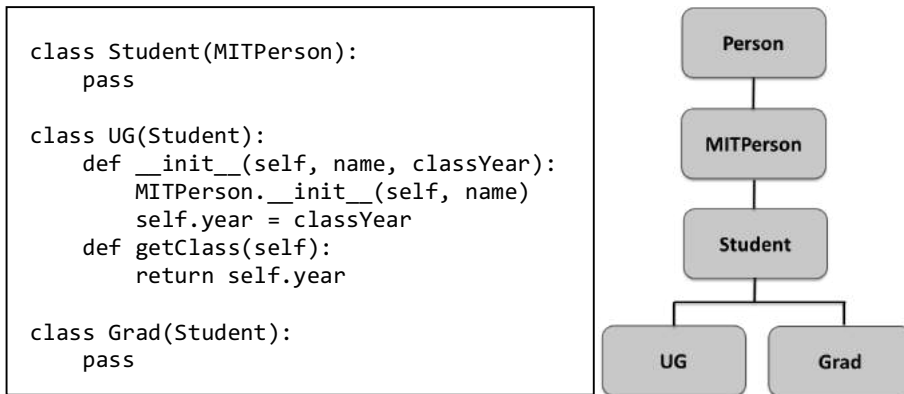 class Student(MITPerson):
    pass
class UG(Student):
    def __init__(self, name, classYear):
        MITPerson.__init__(self, name)
        self.year = classYear
    def getClass(self):
        return self.year
class Grad(Student):
    pass
Person
MITPerson
Student
UG
Grad